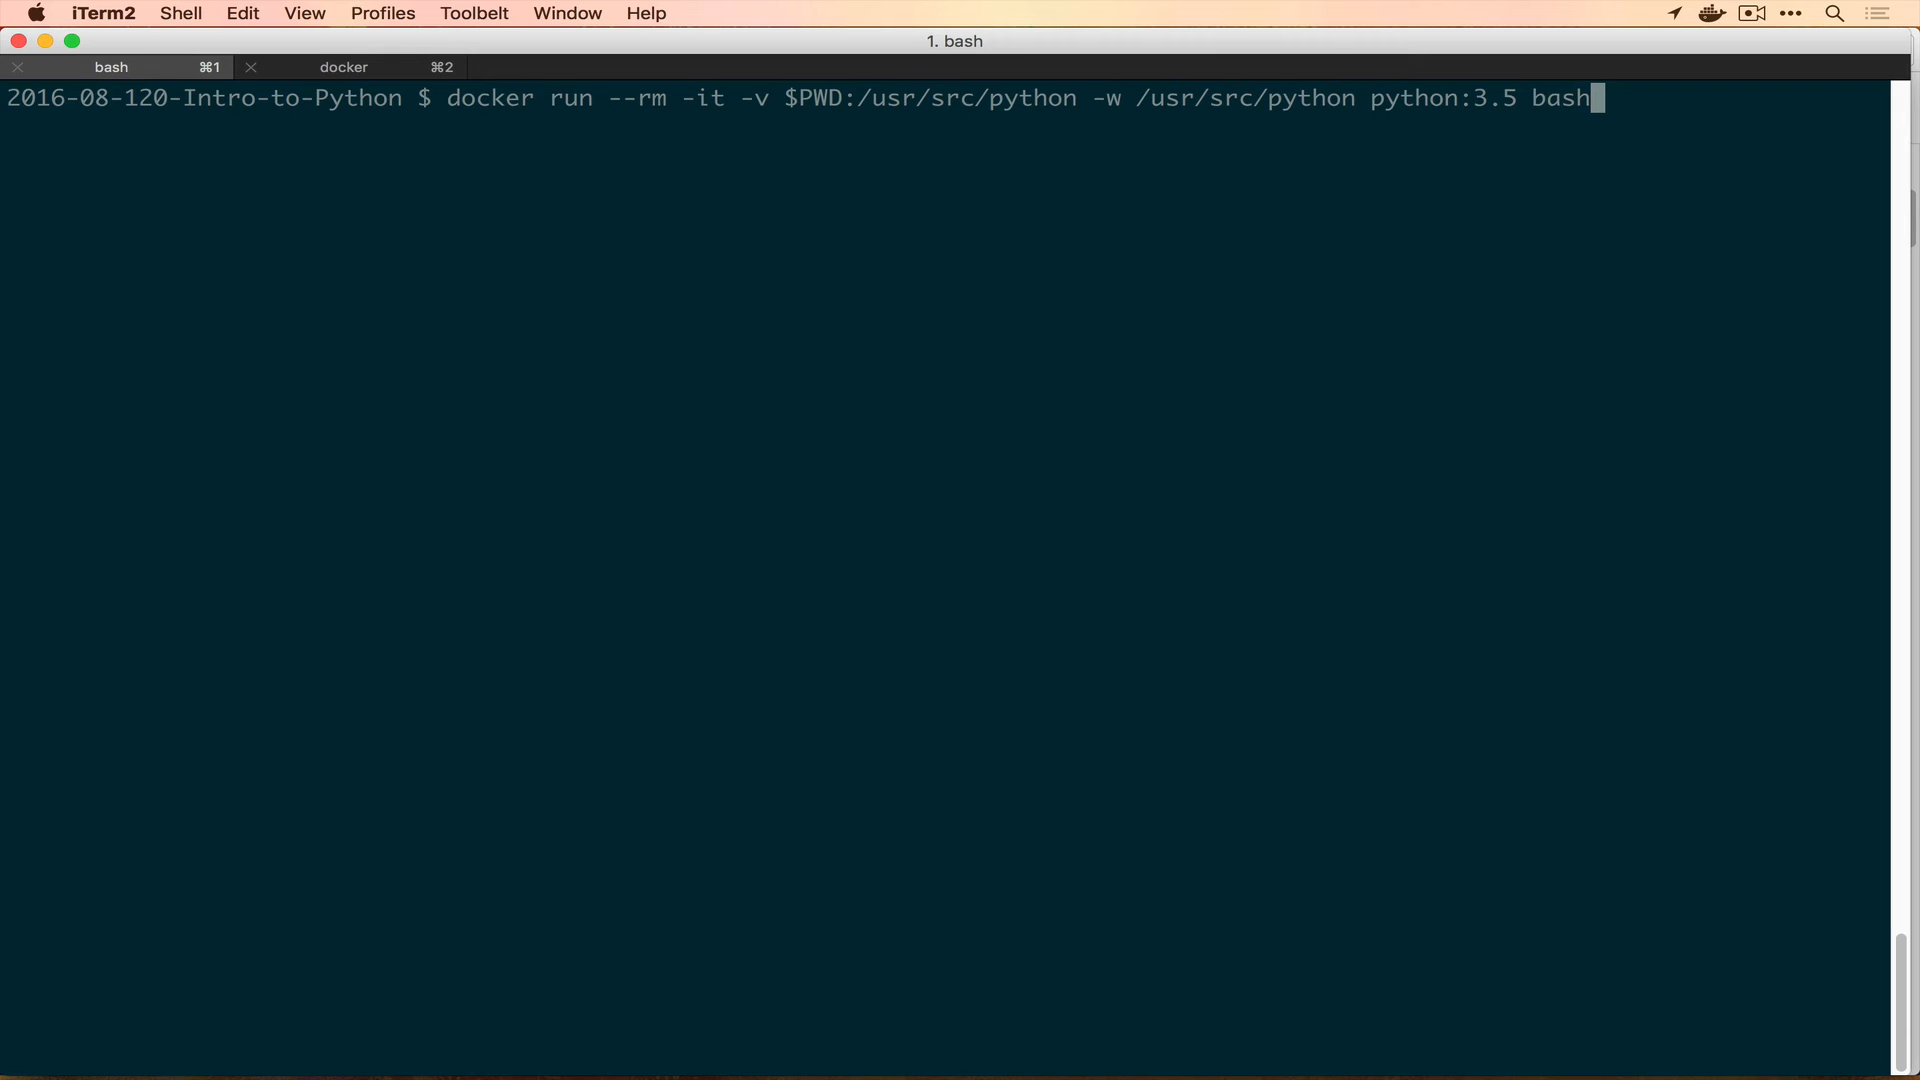 iTerm2 Shell Edit View Profiles Toolbelt Window Help
1. bash
bash ⌘1 docker ⌘2
2016-08-120-Intro-to-Python $ docker run --rm -it -v $PWD:/usr/src/python -w /usr/src/python python:3.5 bash